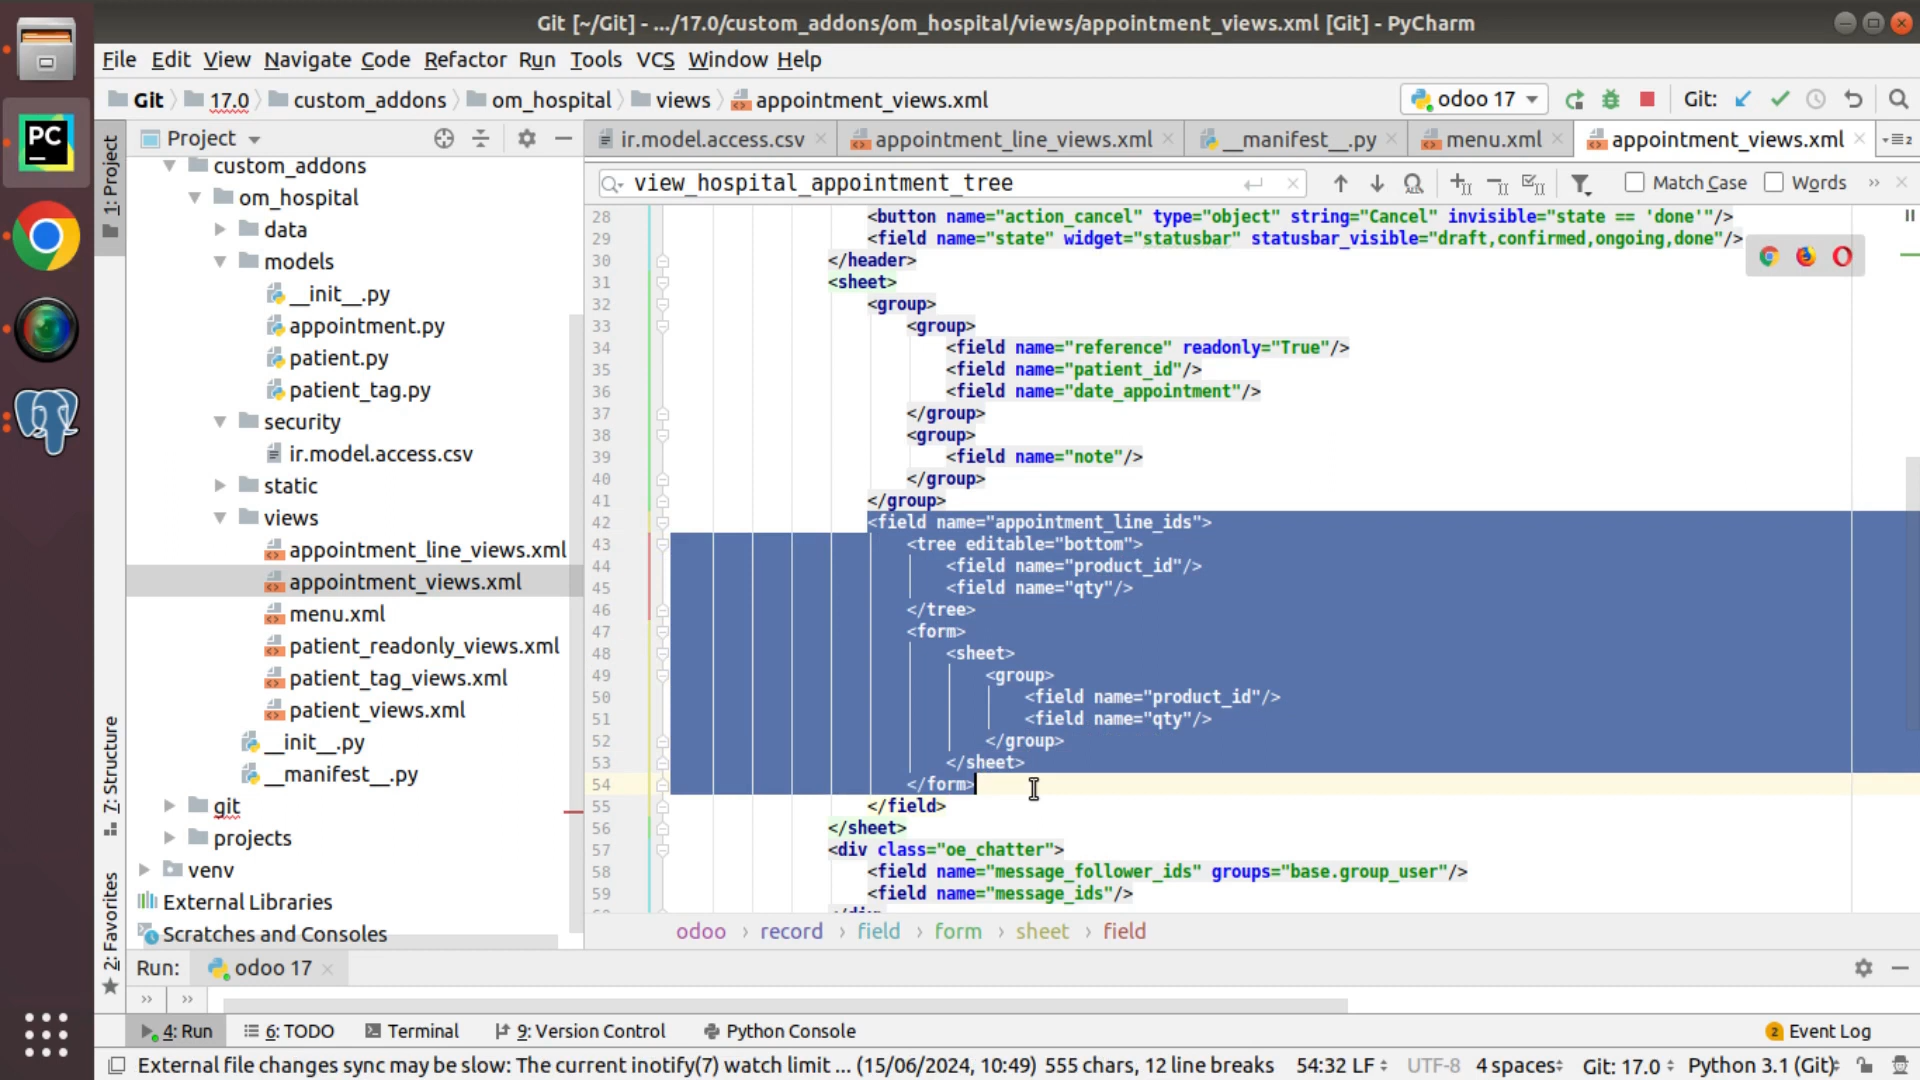 Git [~/Git] - .../17.0/custom_addons/om_hospital/views/appointment_views.xml [Git] - PyCharm
File Edit View Navigate Code Refactor Run Tools VCS Window Help
Git 17.0 custom_addons om_hospital views appointment_views.xml
odoo 17 Git:
Project
ir.model.access.csv appointment_line_views.xml __manifest__.py menu.xml appointment_views.xml
view_hospital_appointment_tree Match Case Words
1: Project
7: Structure
2: Favorites
PC
custom_addons
om_hospital
data
models
__init__.py
appointment.py
patient.py
patient_tag.py
security
ir.model.access.csv
static
views
appointment_line_views.xml
appointment_views.xml
menu.xml
patient_readonly_views.xml
patient_tag_views.xml
patient_views.xml
__init__.py
__manifest__.py
git
projects
venv
External Libraries
Scratches and Consoles
28 <button name="action_cancel" type="object" string="Cancel" invisible="state == 'done'"/>
29 <field name="state" widget="statusbar" statusbar_visible="draft,confirmed,ongoing,done"/>
30 </header>
31 <sheet>
32 <group>
33 <group>
34 <field name="reference" readonly="True"/>
35 <field name="patient_id"/>
36 <field name="date_appointment"/>
37 </group>
38 <group>
39 <field name="note"/>
40 </group>
41 </group>
42 <field name="appointment_line_ids">
43 <tree editable="bottom">
44 <field name="product_id"/>
45 <field name="qty"/>
46 </tree>
47 <form>
48 <sheet>
49 <group>
50 <field name="product_id"/>
51 <field name="qty"/>
52 </group>
53 </sheet>
54 </form>
55 </field>
56 </sheet>
57 <div class="oe_chatter">
58 <field name="message_follower_ids" groups="base.group_user"/>
59 <field name="message_ids"/>
odoo › record › field › form › sheet › field
Run: odoo 17
4: Run 6: TODO Terminal 9: Version Control Python Console 2 Event Log
External file changes sync may be slow: The current inotify(7) watch limit ... (15/06/2024, 10:49) 555 chars, 12 line breaks 54:32 LF UTF-8 4 spaces Git: 17.0 Python 3.1 (Git)